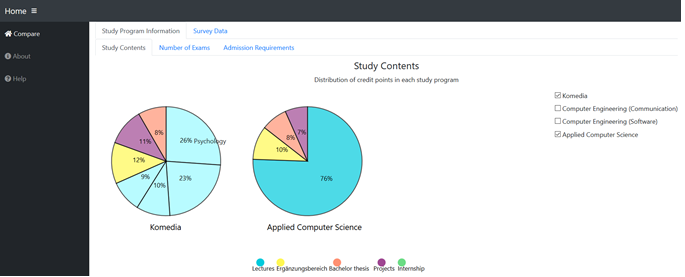 Home
Compare
About
Help
Study Program Information Survey Data
Study Contents Number of Exams Admission Requirements
Study Contents
Distribution of credit points in each study program
Komedia
Computer Engineering (Communication)
Computer Engineering (Software)
Applied Computer Science
8%
11%
26% Psychology
12%
9%
10%
23%
Komedia
7%
8%
10%
76%
Applied Computer Science
Lectures Ergänzungsbereich Bachelor thesis Projects Internship